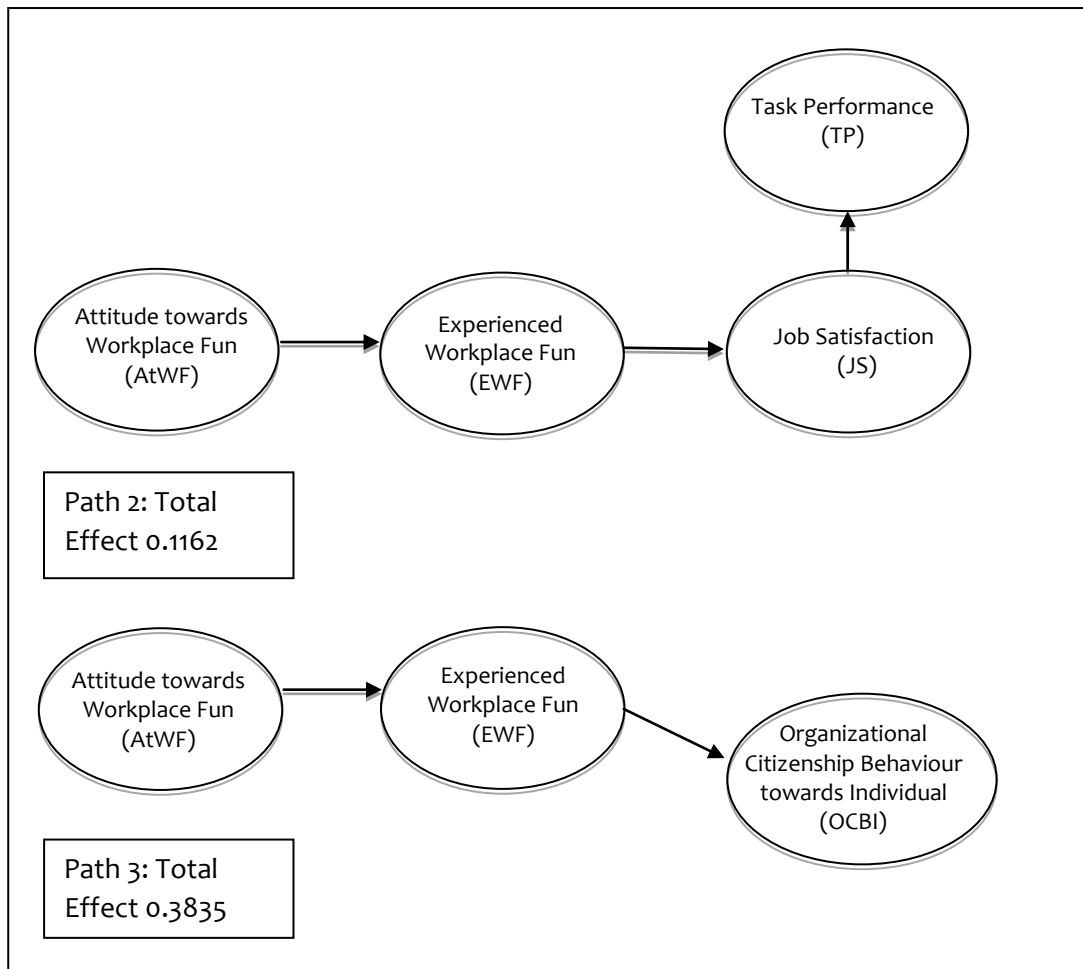 Task Performance
(TP)
Attitude towards
Workplace Fun
(AtWF)
Experienced
Workplace Fun
(EWF)
Job Satisfaction
(JS)
Path 2: Total
Effect 0.1162
Attitude towards
Workplace Fun
(AtWF)
Experienced
Workplace Fun
(EWF)
Organizational
Citizenship Behaviour
towards Individual
(OCBI)
Path 3: Total
Effect 0.3835